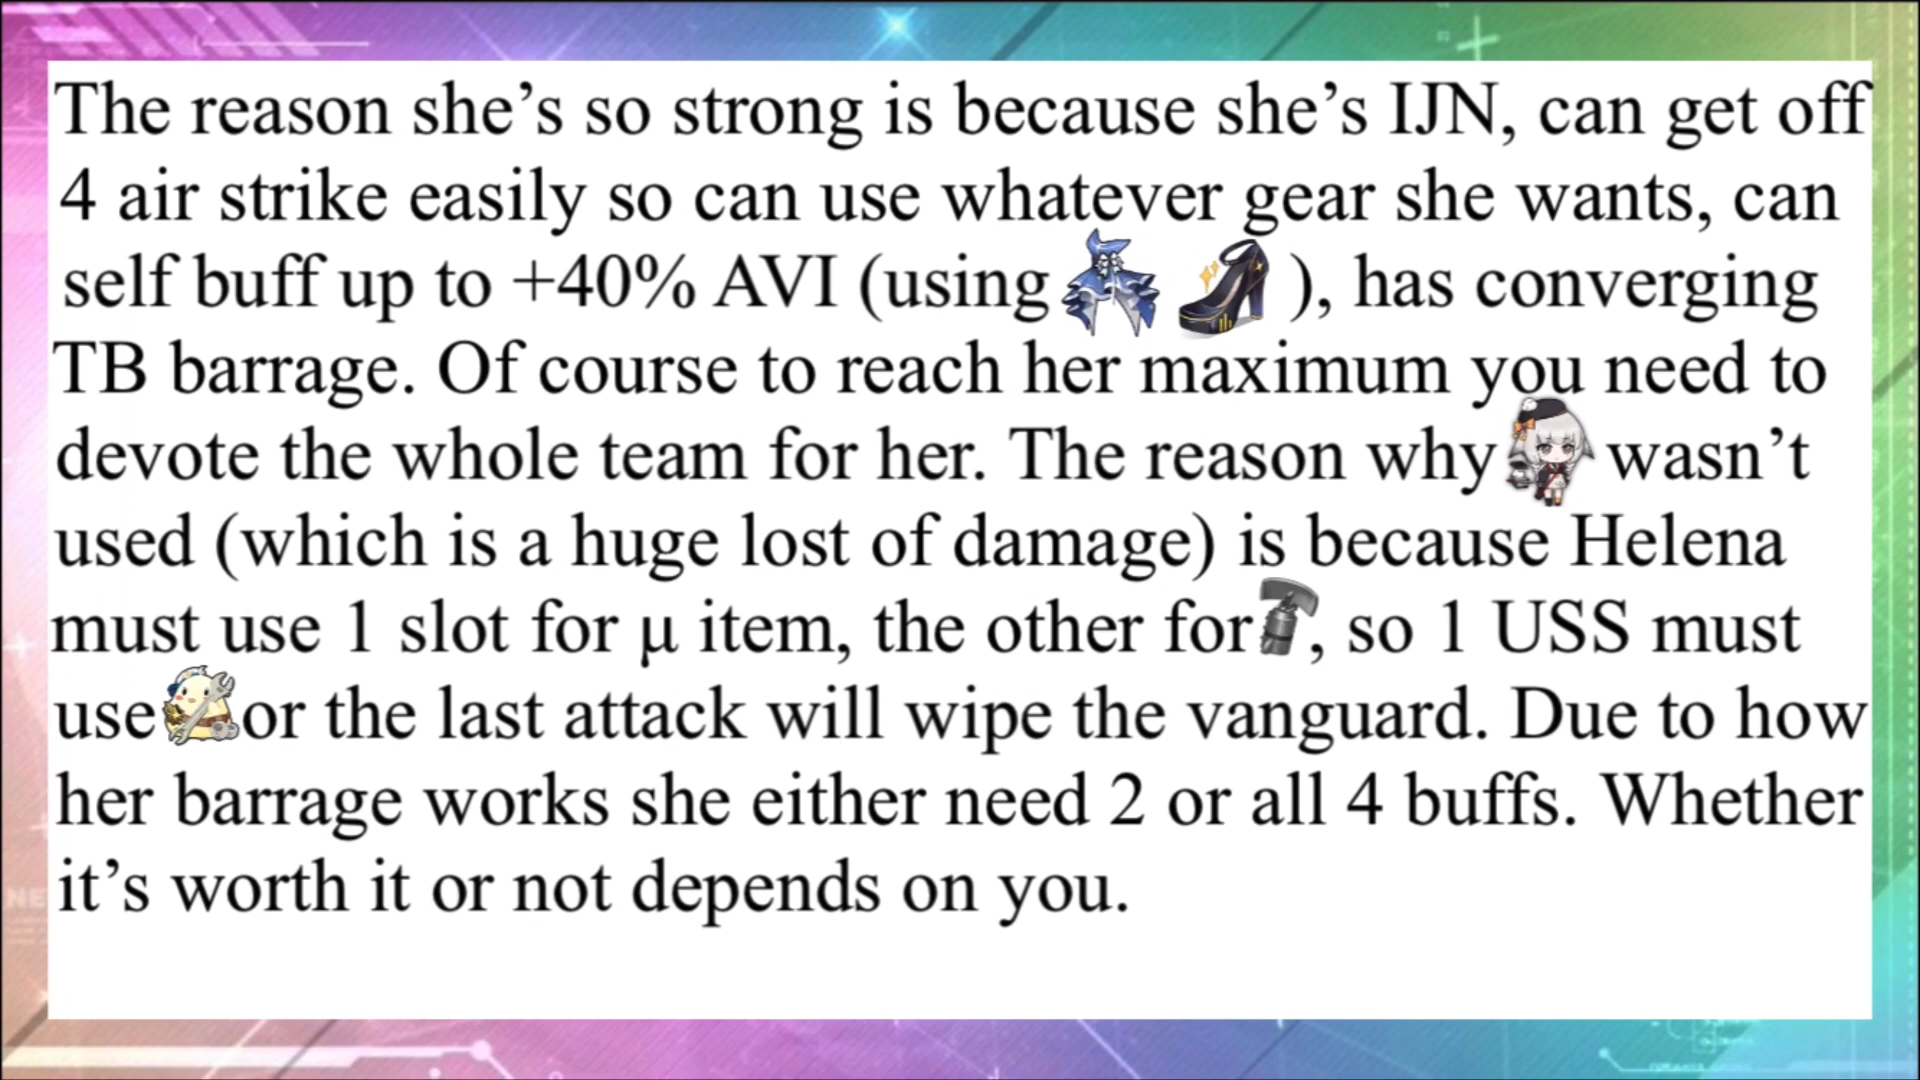 The reason she’s so strong is because she’s IJN, can get off
4 air strike easily so can use whatever gear she wants, can
self buff up to +40% AVI (using ), has converging
TB barrage. Of course to reach her maximum you need to
devote the whole team for her. The reason why wasn’t
used (which is a huge lost of damage) is because Helena
must use 1 slot for μ item, the other for , so 1 USS must
use or the last attack will wipe the vanguard. Due to how
her barrage works she either need 2 or all 4 buffs. Whether
it’s worth it or not depends on you.